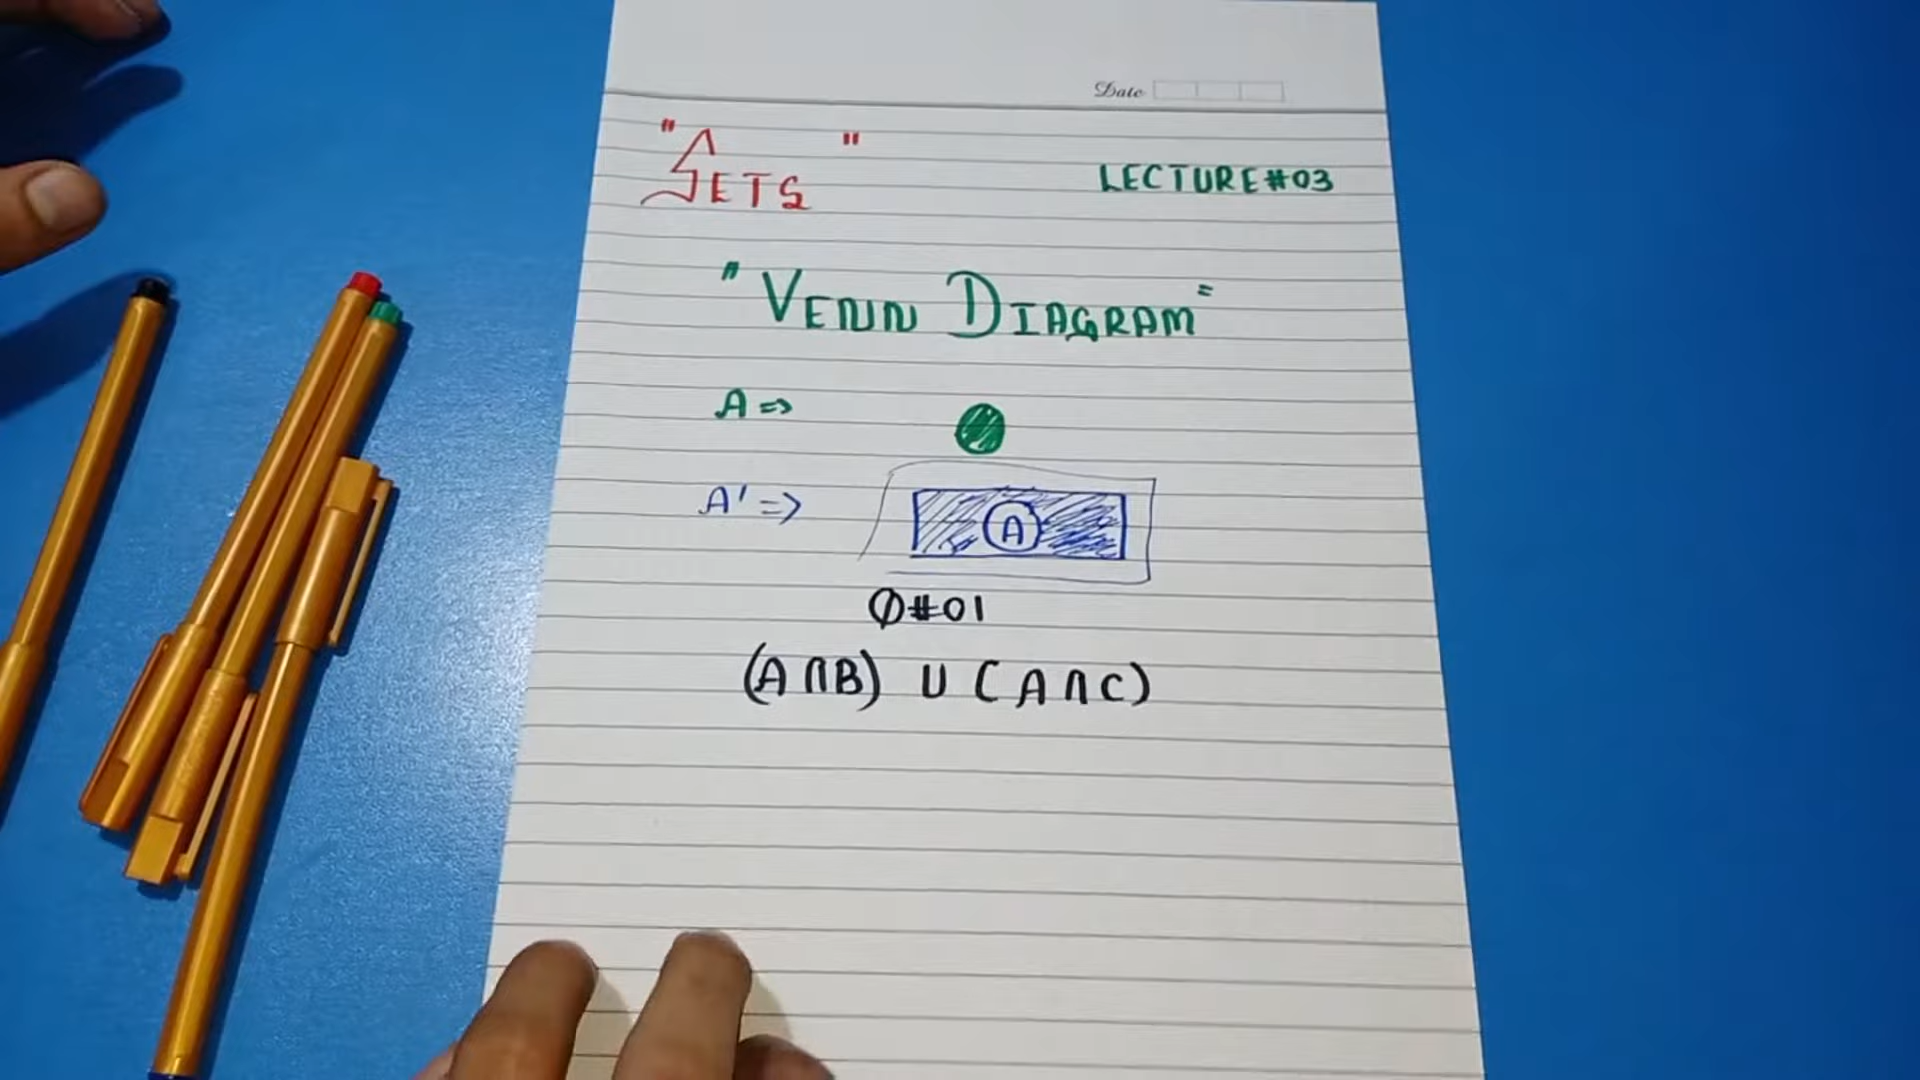 Date
"SETS"
LECTURE#03
"VENN DIAGRAM"
A =>
A' => A
Q#01
(A∩B) ∪ (A∩C)